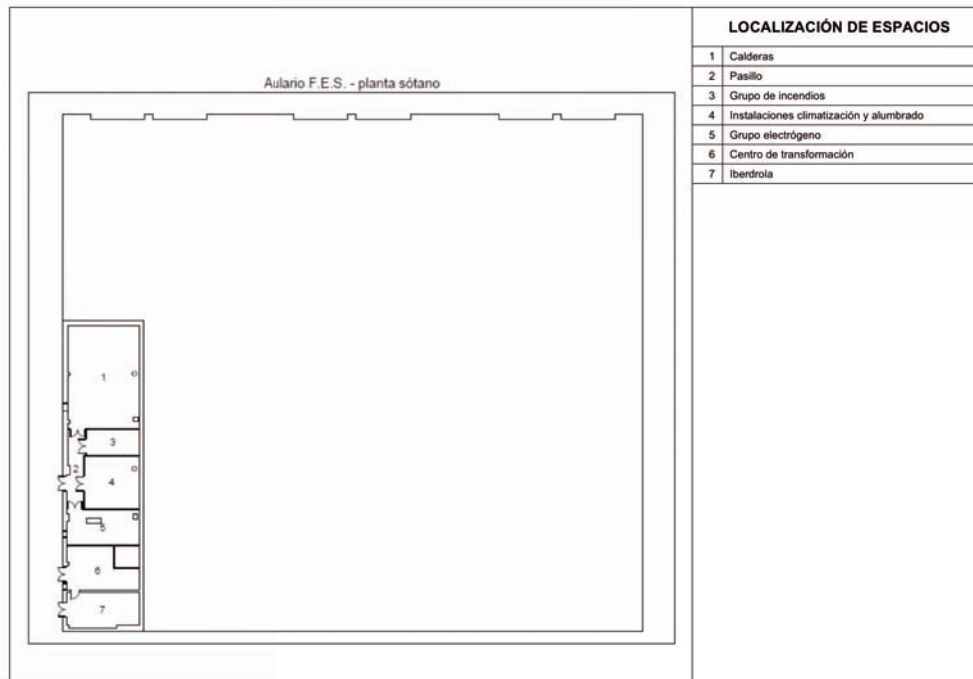 Aulario F.E.S. - planta sótano
1
3
2
4
5
6
7
LOCALIZACIÓN DE ESPACIOS
1 Calderas
2 Pasillo
3 Grupo de incendios
4 Instalaciones climatización y alumbrado
5 Grupo electrógeno
6 Centro de transformación
7 Iberdrola